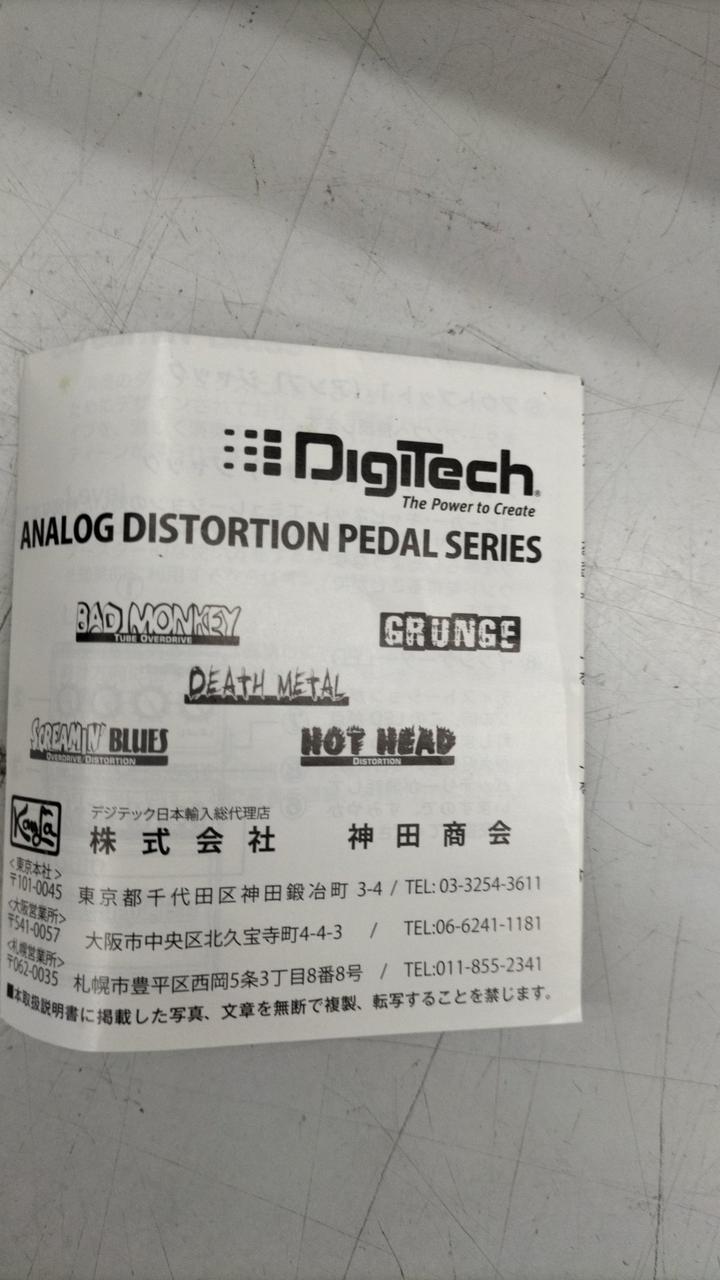 DigiTech®
The Power to Create
ANALOG DISTORTION PEDAL SERIES
BAD MONKEY
TUBE OVERDRIVE
GRUNGE
DEATH METAL
SCREAMIN' BLUES
OVERDRIVE/DISTORTION
HOT HEAD
DISTORTION
Kanda
デジテック日本輸入総代理店
株式会社 神田商会
<東京本社>
〒101-0045 東京都千代田区神田鍛冶町 3-4 / TEL: 03-3254-3611
<大阪営業所>
〒541-0057 大阪市中央区北久宝寺町4-4-3 / TEL:06-6241-1181
<札幌営業所>
〒062-0035 札幌市豊平区西岡5条3丁目8番8号 / TEL:011-855-2341
■本取扱説明書に掲載した写真、文章を無断で複製、転写することを禁じます。